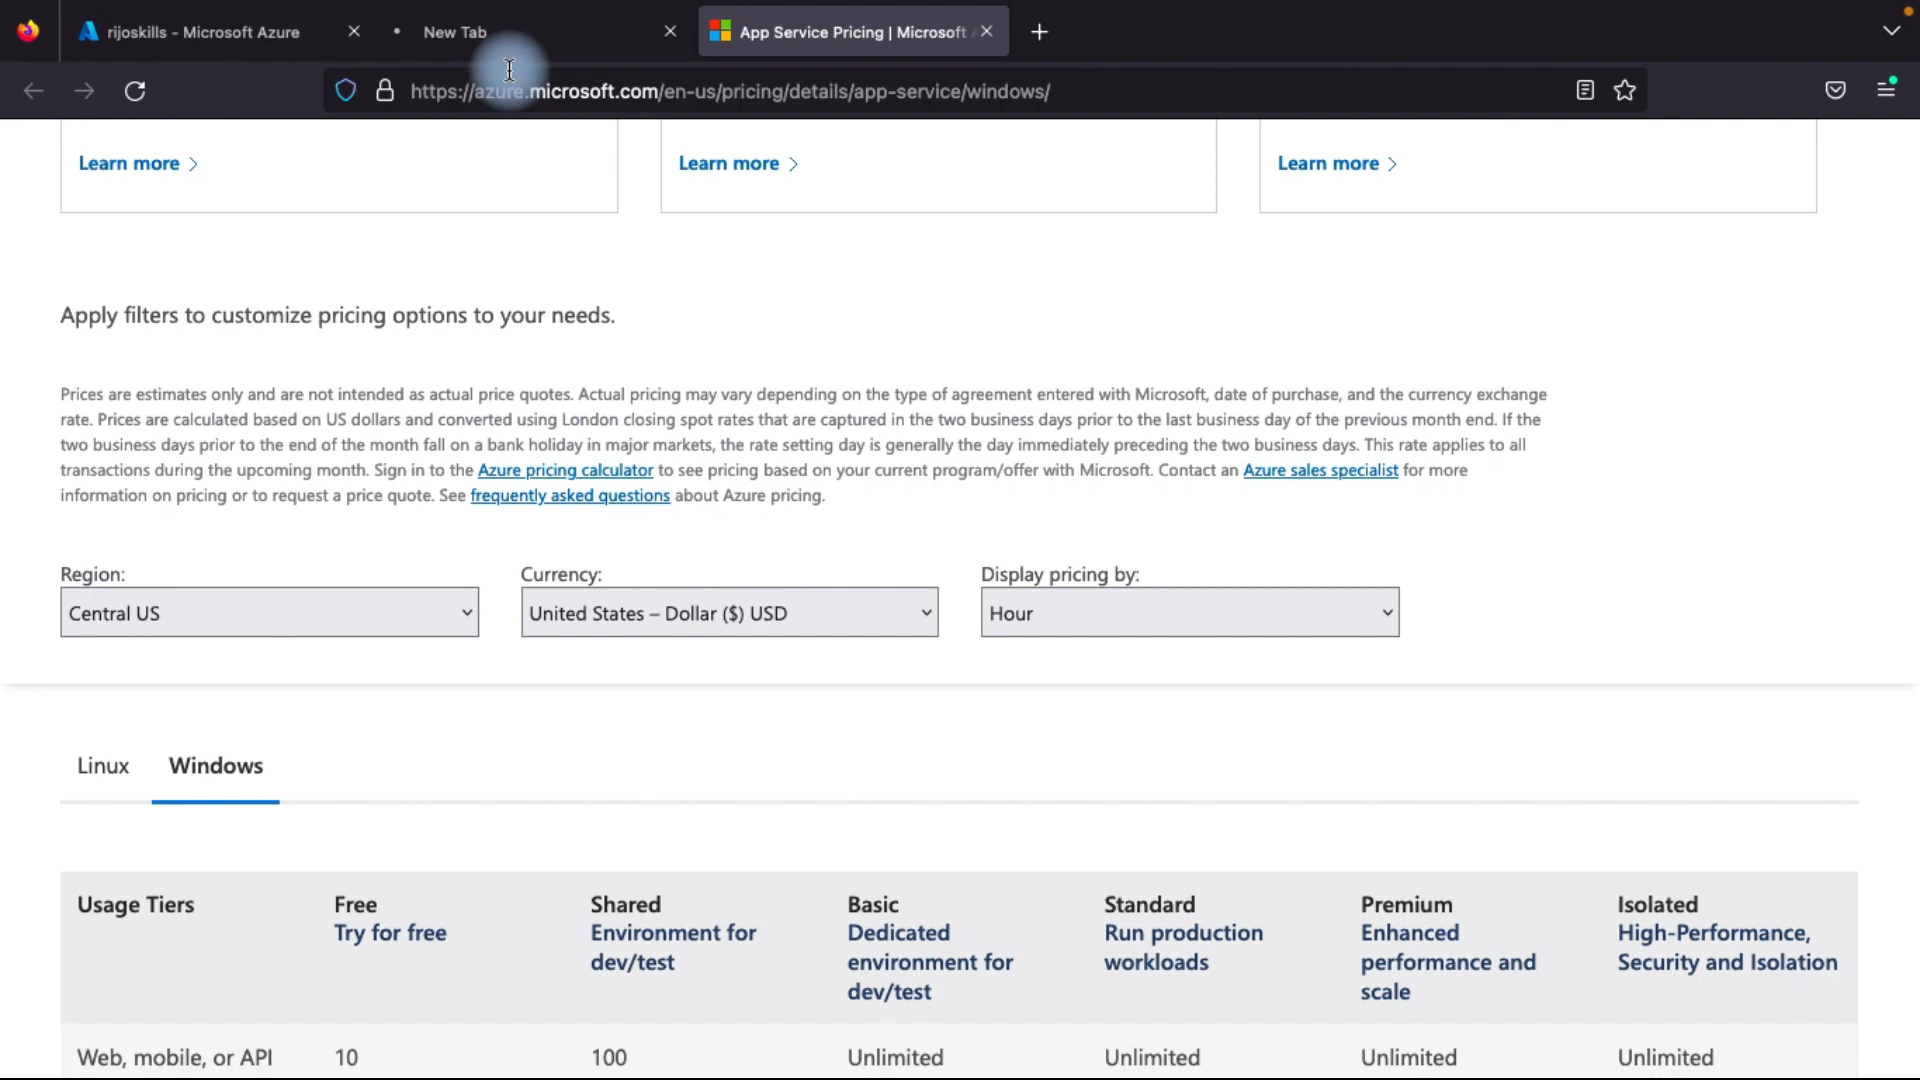 rijoskills - Microsoft Azure
New Tab
App Service Pricing | Microsoft
https://azure.microsoft.com/en-us/pricing/details/app-service/windows/
Learn more
Learn more
Learn more
Apply filters to customize pricing options to your needs.
Prices are estimates only and are not intended as actual price quotes. Actual pricing may vary depending on the type of agreement entered with Microsoft, date of purchase, and the currency exchange
rate. Prices are calculated based on US dollars and converted using London closing spot rates that are captured in the two business days prior to the last business day of the previous month end. If the
two business days prior to the end of the month fall on a bank holiday in major markets, the rate setting day is generally the day immediately preceding the two business days. This rate applies to all
transactions during the upcoming month. Sign in to the Azure pricing calculator to see pricing based on your current program/offer with Microsoft. Contact an Azure sales specialist for more
information on pricing or to request a price quote. See frequently asked questions about Azure pricing.
Region:
Central US
Currency:
United States – Dollar ($) USD
Display pricing by:
Hour
Linux
Windows
Usage Tiers
Free
Try for free
Shared
Environment for
dev/test
Basic
Dedicated
environment for
dev/test
Standard
Run production
workloads
Premium
Enhanced
performance and
scale
Isolated
High-Performance,
Security and Isolation
Web, mobile, or API
10
100
Unlimited
Unlimited
Unlimited
Unlimited